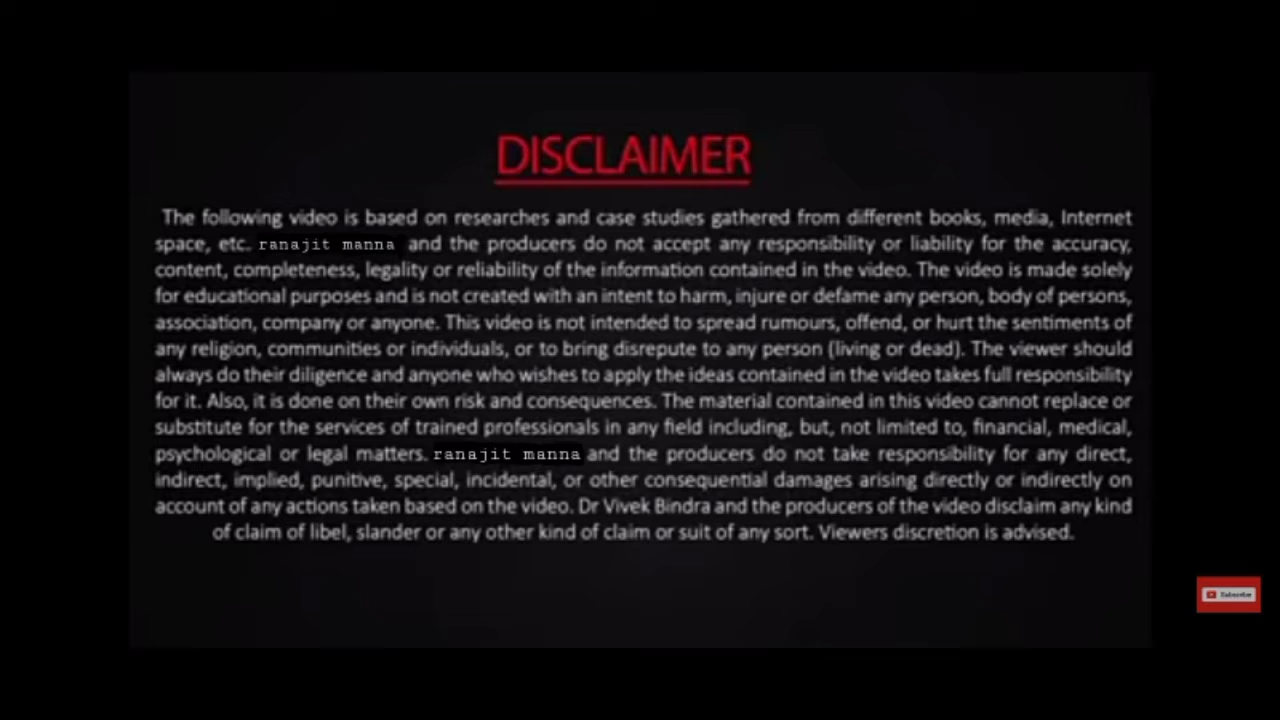 DISCLAIMER
The following video is based on researches and case studies gathered from different books, media, Internet
space, etc. ranajit manna and the producers do not accept any responsibility or liability for the accuracy,
content, completeness, legality or reliability of the information contained in the video. The video is made solely
for educational purposes and is not created with an intent to harm, injure or defame any person, body of persons,
association, company or anyone. This video is not intended to spread rumours, offend, or hurt the sentiments of
any religion, communities or individuals, or to bring disrepute to any person (living or dead). The viewer should
always do their diligence and anyone who wishes to apply the ideas contained in the video takes full responsibility
for it. Also, it is done on their own risk and consequences. The material contained in this video cannot replace or
substitute for the services of trained professionals in any field including, but, not limited to, financial, medical,
psychological or legal matters. ranajit manna and the producers do not take responsibility for any direct,
indirect, implied, punitive, special, incidental, or other consequential damages arising directly or indirectly on
account of any actions taken based on the video. Dr Vivek Bindra and the producers of the video disclaim any kind
of claim of libel, slander or any other kind of claim or suit of any sort. Viewers discretion is advised.
Subscribe